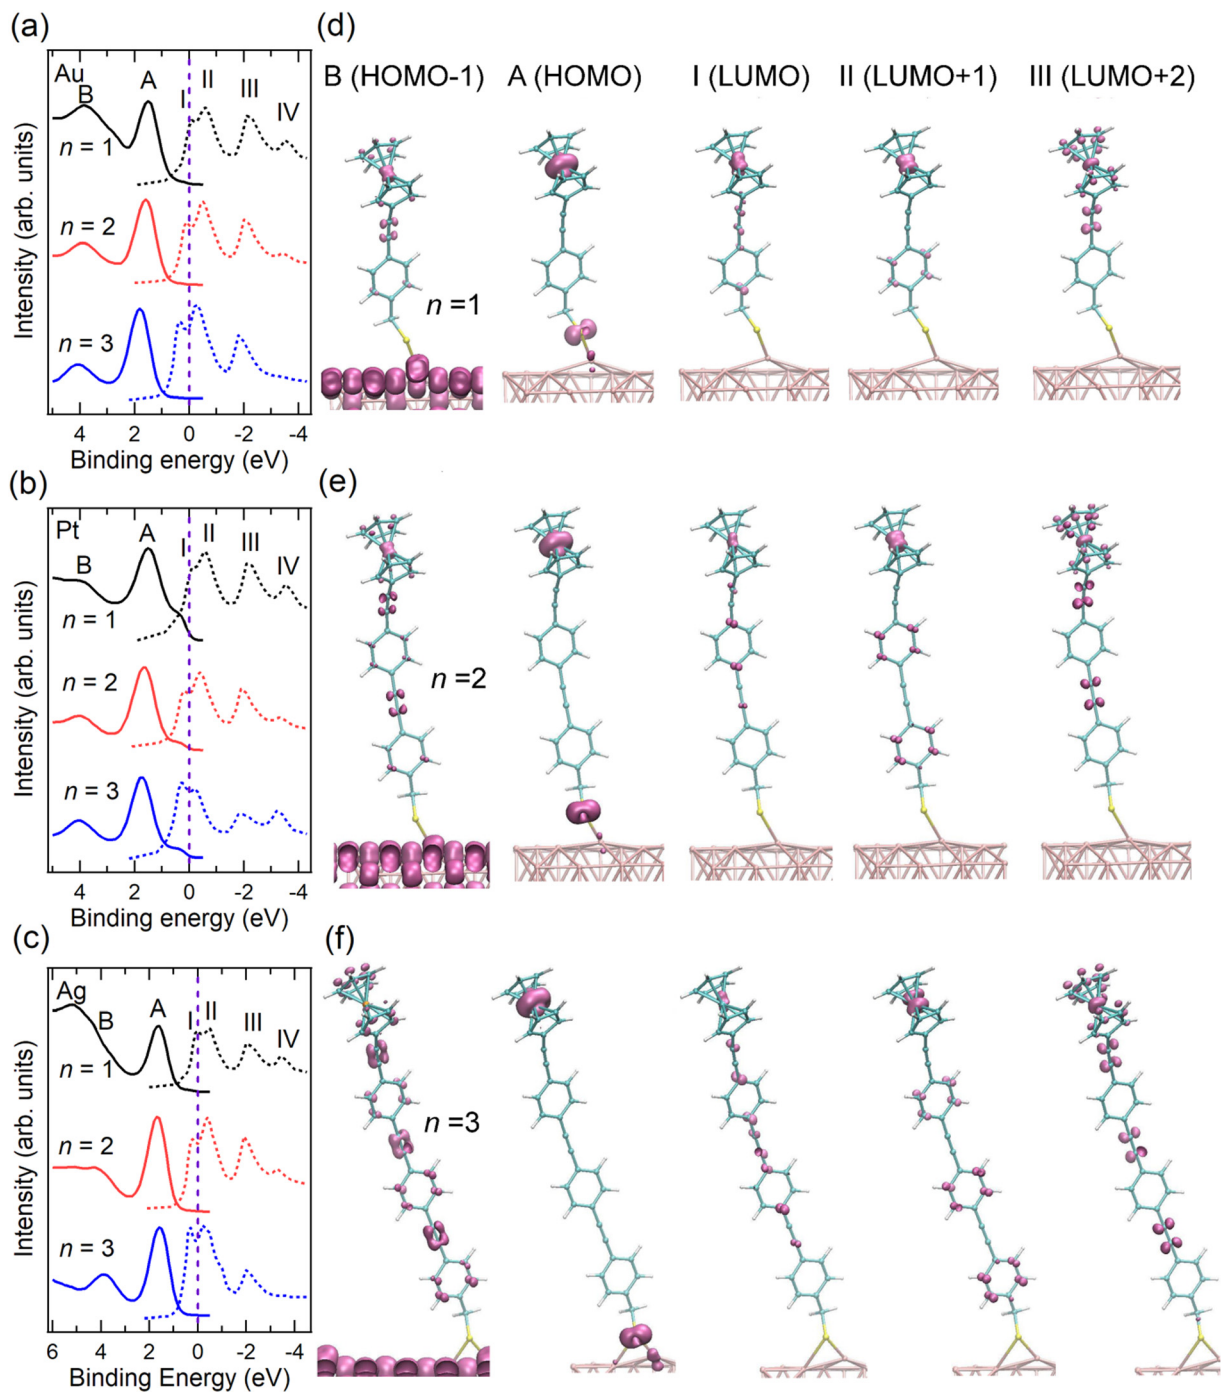 (a)
Au
B
A
I
II
III
IV
n = 1
n = 2
n = 3
Intensity (arb. units)
4 2 0 -2 -4
Binding energy (eV)
(b)
Pt
B
A
I
II
III
IV
n = 1
n = 2
n = 3
Intensity (arb. units)
4 2 0 -2 -4
Binding energy (eV)
(c)
Ag
B
A
I
II
III
IV
n = 1
n = 2
n = 3
Intensity (arb. units)
6 4 2 0 -2 -4
Binding Energy (eV)
(d)
B (HOMO-1) A (HOMO) I (LUMO) II (LUMO+1) III (LUMO+2)
n =1
(e)
n =2
(f)
n =3